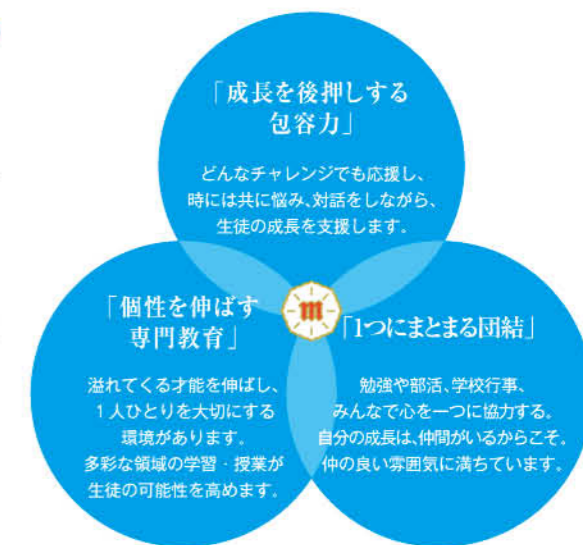 「成長を後押しする
包容力」
どんなチャレンジでも応援し、
時には共に悩み、対話をしながら、
生徒の成長を支援します。
「個性を伸ばす
専門教育」
溢れてくる才能を伸ばし、
1人ひとりを大切にする
環境があります。
多彩な領域の学習・授業が
生徒の可能性を高めます。
m
「1つにまとまる団結」
勉強や部活、学校行事、
みんなで心を一つに協力する。
自分の成長は、仲間がいるからこそ。
仲の良い雰囲気に満ちています。